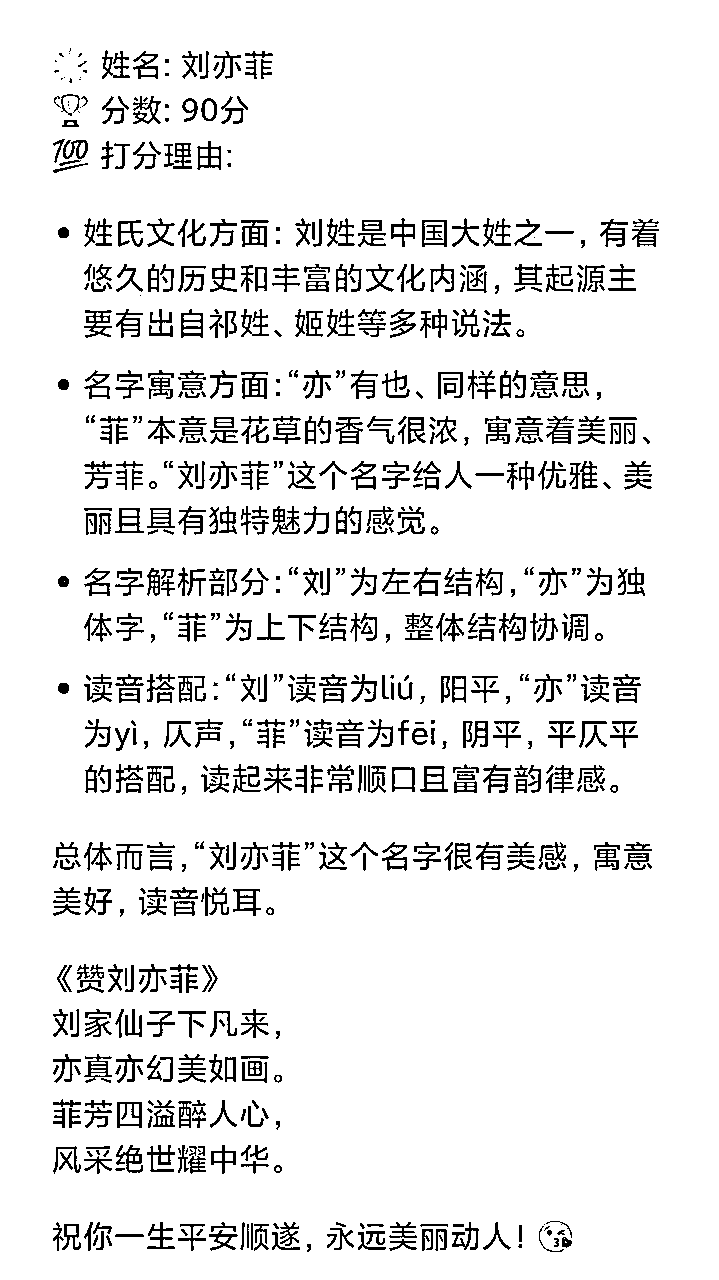 姓名: 刘亦菲
🏆 分数: 90分
💯 打分理由:
• 姓氏文化方面: 刘姓是中国大姓之一, 有着
悠久的历史和丰富的文化内涵, 其起源主
要有出自祁姓、姬姓等多种说法。
• 名字寓意方面:“亦”有也、同样的意思,
“菲”本意是花草的香气很浓, 寓意着美丽、
芳菲。“刘亦菲”这个名字给人一种优雅、美
丽且具有独特魅力的感觉。
• 名字解析部分:“刘”为左右结构,“亦”为独
体字,“菲”为上下结构, 整体结构协调。
• 读音搭配:“刘”读音为liú, 阳平,“亦”读音
为yì, 仄声,“菲”读音为fēi, 阴平, 平仄平
的搭配, 读起来非常顺口且富有韵律感。
总体而言,“刘亦菲”这个名字很有美感, 寓意
美好, 读音悦耳。
《赞刘亦菲》
刘家仙子下凡来,
亦真亦幻美如画。
菲芳四溢醉人心,
风采绝世耀中华。
祝你一生平安顺遂, 永远美丽动人! 😘